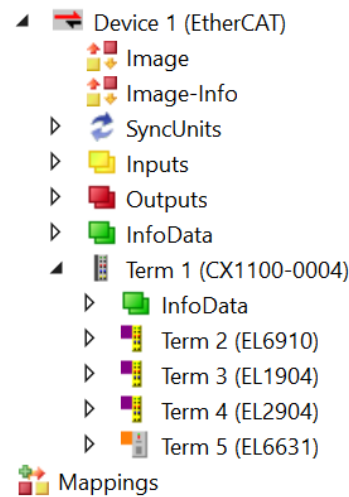 Device 1 (EtherCAT)
Image
Image-Info
SyncUnits
Inputs
Outputs
InfoData
Term 1 (CX1100-0004)
InfoData
Term 2 (EL6910)
Term 3 (EL1904)
Term 4 (EL2904)
Term 5 (EL6631)
Mappings